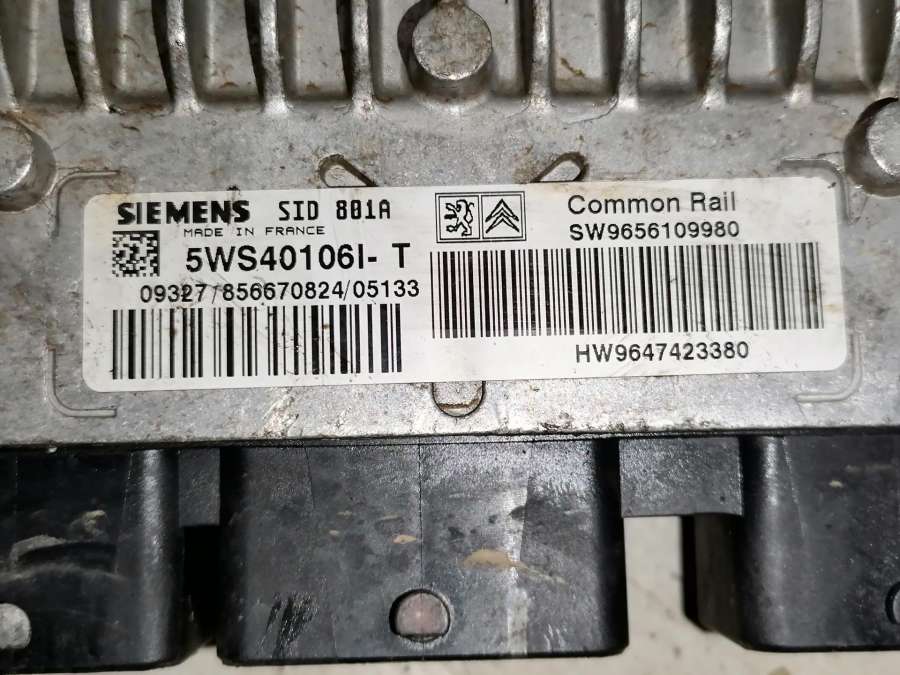 SIEMENS SID 801A
MADE IN FRANCE
5WS40106I- T
09327/856670824/05133
Common Rail
SW9656109980
HW9647423380